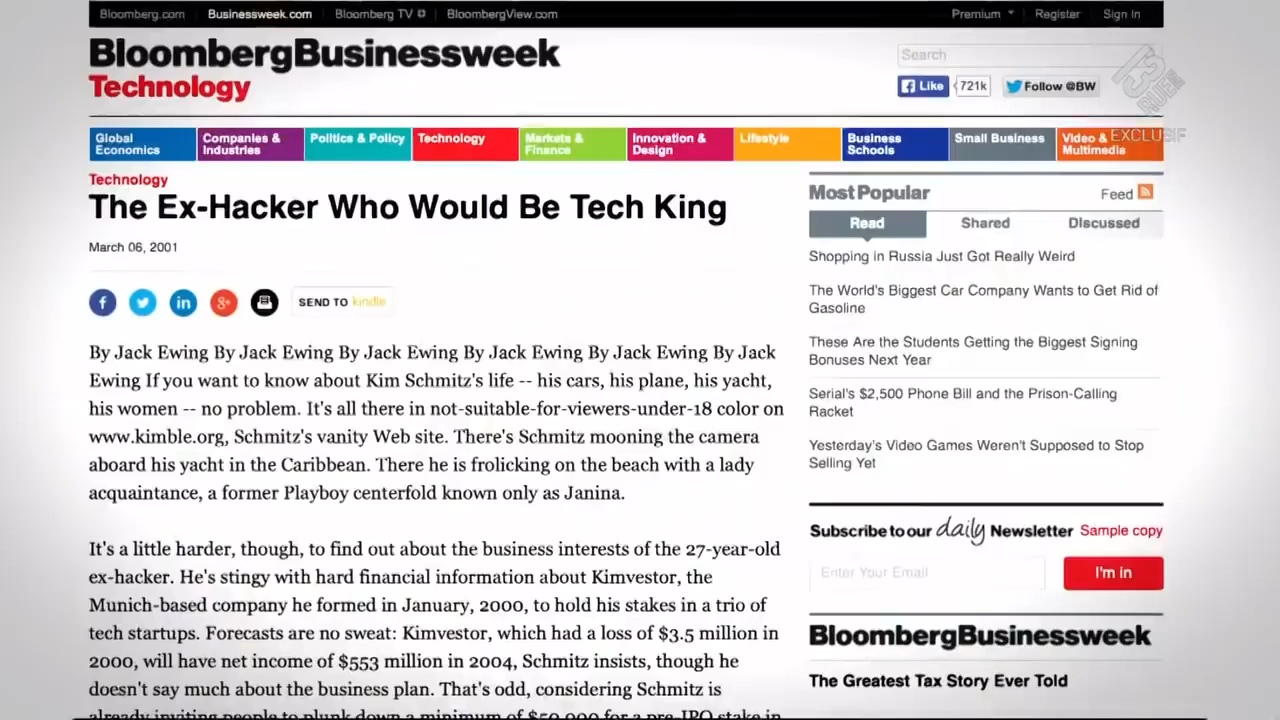 Bloomberg.com Businessweek.com Bloomberg TV BloombergView.com Premium Register Sign In
BloombergBusinessweek
Technology
Search
Like 721k Follow @BW
EXCLUSIF
Global Economics
Companies & Industries
Politics & Policy
Technology
Markets & Finance
Innovation & Design
Lifestyle
Business Schools
Small Business
Video & Multimedia
Technology
The Ex-Hacker Who Would Be Tech King
March 06, 2001
SEND TO kindle
By Jack Ewing By Jack Ewing By Jack Ewing By Jack Ewing By Jack Ewing By Jack
Ewing If you want to know about Kim Schmitz's life -- his cars, his plane, his yacht,
his women -- no problem. It's all there in not-suitable-for-viewers-under-18 color on
www.kimble.org, Schmitz's vanity Web site. There's Schmitz mooning the camera
aboard his yacht in the Caribbean. There he is frolicking on the beach with a lady
acquaintance, a former Playboy centerfold known only as Janina.
It's a little harder, though, to find out about the business interests of the 27-year-old
ex-hacker. He's stingy with hard financial information about Kimvestor, the
Munich-based company he formed in January, 2000, to hold his stakes in a trio of
tech startups. Forecasts are no sweat: Kimvestor, which had a loss of $3.5 million in
2000, will have net income of $553 million in 2004, Schmitz insists, though he
doesn't say much about the business plan. That's odd, considering Schmitz is
already inviting people to plunk down a minimum of $50,000 for a pre-IPO stake in
Most Popular Feed
Read Shared Discussed
Shopping in Russia Just Got Really Weird
The World's Biggest Car Company Wants to Get Rid of
Gasoline
These Are the Students Getting the Biggest Signing
Bonuses Next Year
Serial's $2,500 Phone Bill and the Prison-Calling
Racket
Yesterday's Video Games Weren't Supposed to Stop
Selling Yet
Subscribe to our daily Newsletter Sample copy
Enter Your Email I'm in
BloombergBusinessweek
The Greatest Tax Story Ever Told